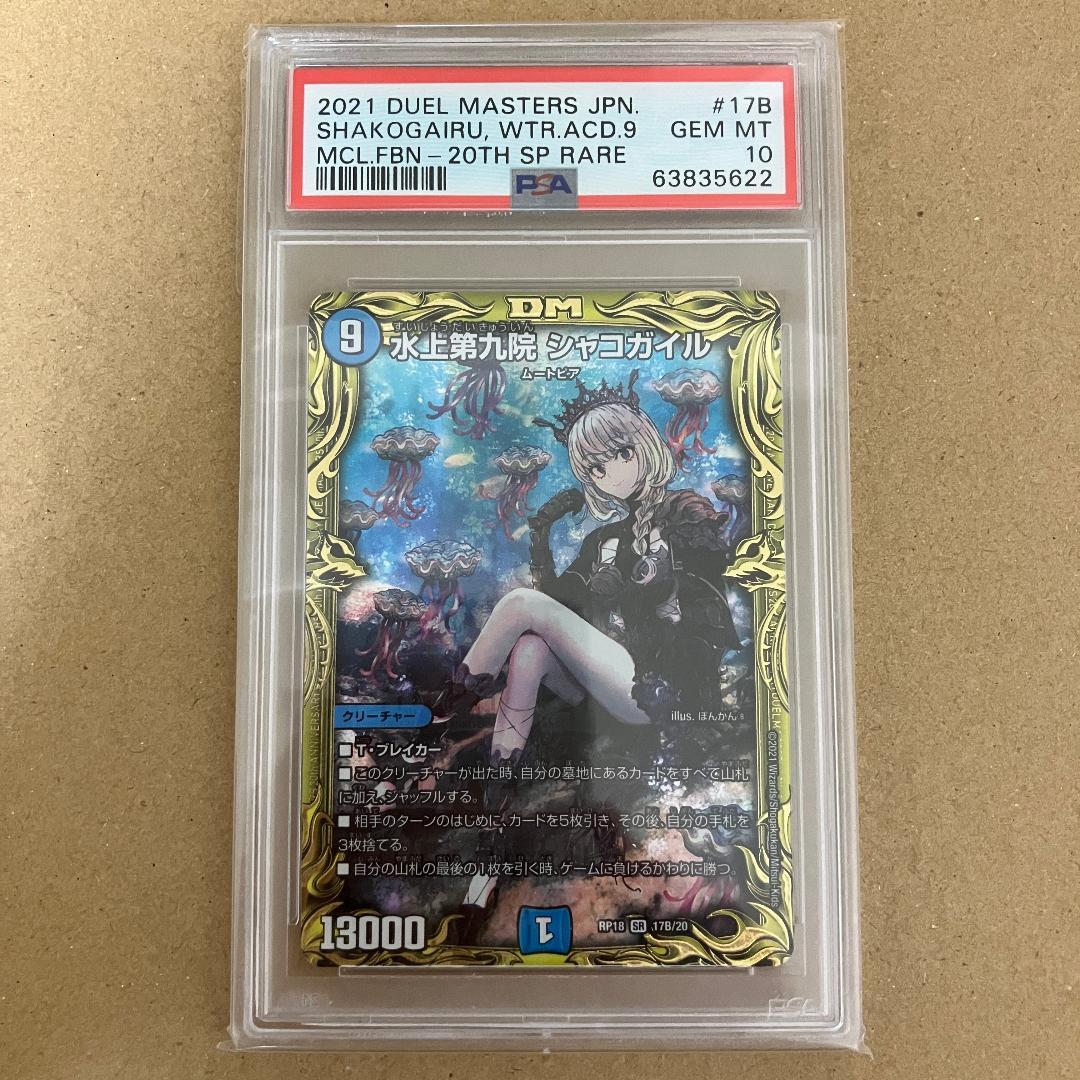 2021 DUEL MASTERS JPN. #17B
SHAKOGAIRU, WTR.ACD.9 GEM MT
MCL.FBN - 20TH SP RARE 10
PSA 63835622
DM
9
すいじょうだいきゅういん
水上第九院 シャコガイル
ムートピア
illus. ぽんかん⑧
クリーチャー
■T・ブレイカー
■このクリーチャーが出た時、自分の墓地にあるカードをすべて山札
に加え、シャッフルする。
■相手のターンのはじめに、カードを5枚引き、その後、自分の手札を
3枚捨てる。
■自分の山札の最後の1枚を引く時、ゲームに負けるかわりに勝つ。
13000
1
RP18 SR 17B/20
©2021 Wizards/Shogakukan/Mitsui-Kids
PSA